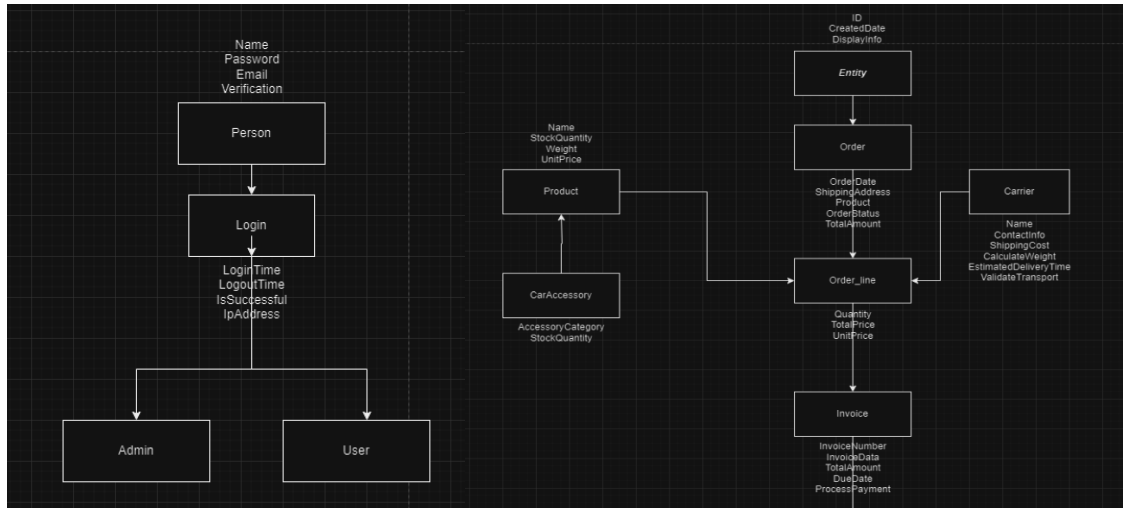 Name
Password
Email
Verification
Person
Login
LoginTime
LogoutTime
IsSuccessful
IpAddress
Admin
User
ID
CreatedDate
DisplayInfo
Entity
Order
OrderDate
ShippingAddress
Product
OrderStatus
TotalAmount
Name
StockQuantity
Weight
UnitPrice
Product
CarAccessory
AccessoryCategory
StockQuantity
Carrier
Name
ContactInfo
ShippingCost
CalculateWeight
EstimatedDeliveryTime
ValidateTransport
Order_line
Quantity
TotalPrice
UnitPrice
Invoice
InvoiceNumber
InvoiceData
TotalAmount
DueDate
ProcessPayment